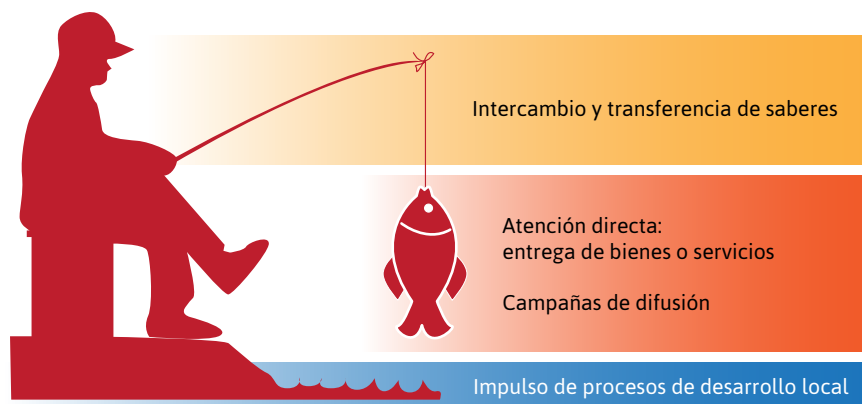 Intercambio y transferencia de saberes
Atención directa:
entrega de bienes o servicios
Campañas de difusión
Impulso de procesos de desarrollo local